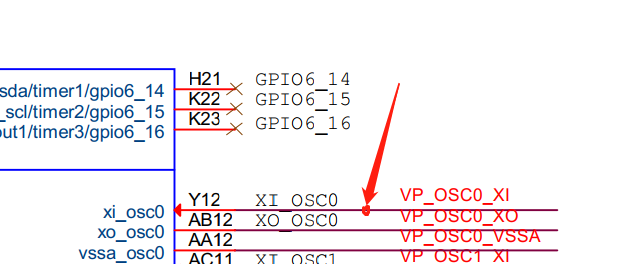 sda/timer1/gpio6_14 H21 GPIO6_14
_scl/timer2/gpio6_15 K22 GPIO6_15
out1/timer3/gpio6_16 K23 GPIO6_16
xi_osc0 Y12 XI_OSC0 VP_OSC0_XI
xo_osc0 AB12 XO_OSC0 VP_OSC0_XO
vssa_osc0 AA12 VP_OSC0_VSSA
AC11 XI_OSC1 VP_OSC1_XI